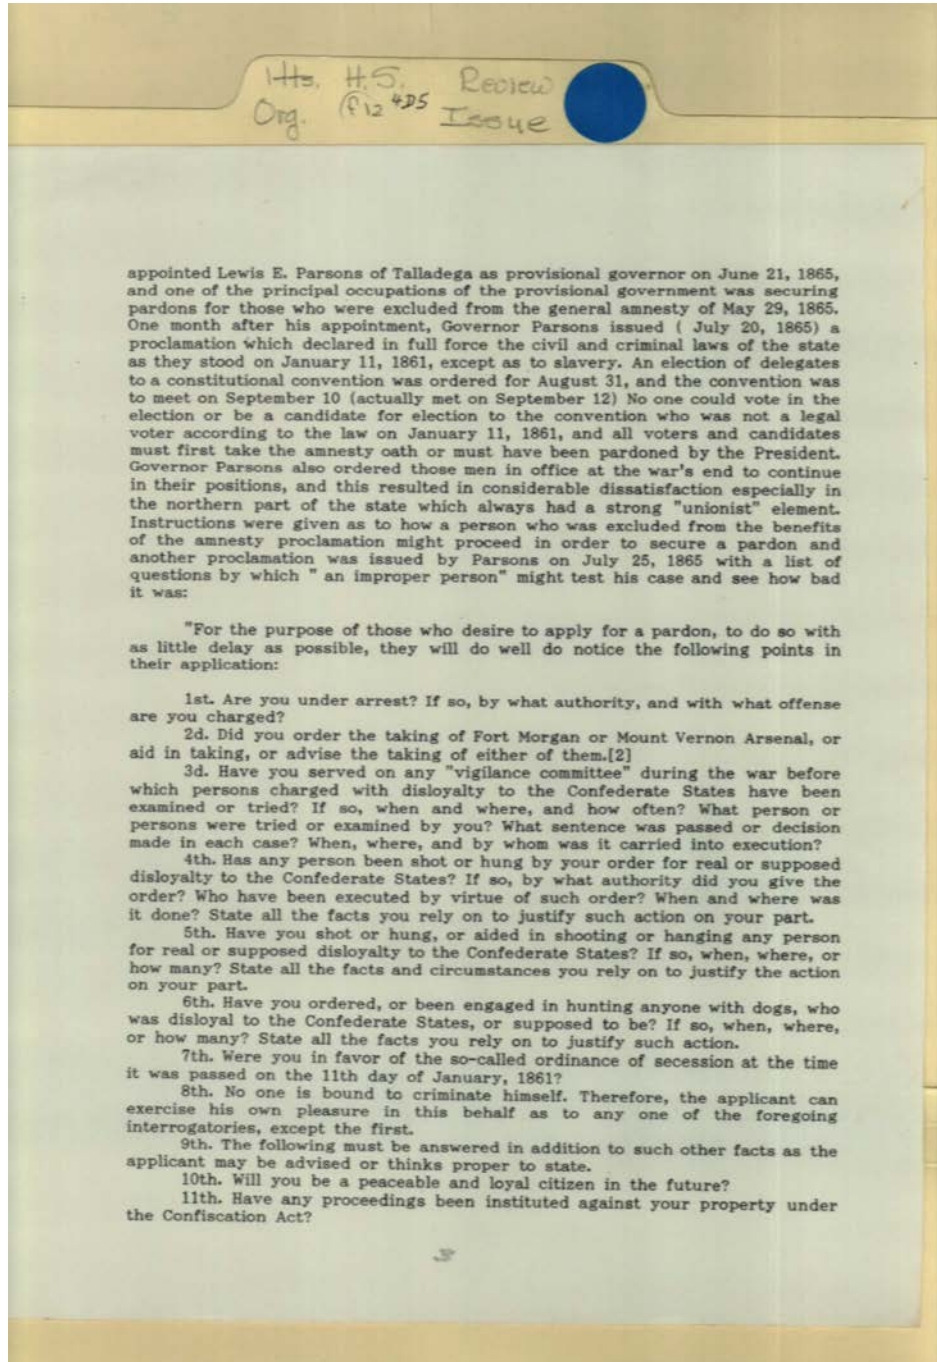 His. H.S. Review
Org. f12 4D5 Issue
appointed Lewis E. Parsons of Talladega as provisional governor on June 21, 1865,
and one of the principal occupations of the provisional government was securing
pardons for those who were excluded from the general amnesty of May 29, 1865.
One month after his appointment, Governor Parsons issued ( July 20, 1865) a
proclamation which declared in full force the civil and criminal laws of the state
as they stood on January 11, 1861, except as to slavery. An election of delegates
to a constitutional convention was ordered for August 31, and the convention was
to meet on September 10 (actually met on September 12) No one could vote in the
election or be a candidate for election to the convention who was not a legal
voter according to the law on January 11, 1861, and all voters and candidates
must first take the amnesty oath or must have been pardoned by the President.
Governor Parsons also ordered those men in office at the war's end to continue
in their positions, and this resulted in considerable dissatisfaction especially in
the northern part of the state which always had a strong "unionist" element.
Instructions were given as to how a person who was excluded from the benefits
of the amnesty proclamation might proceed in order to secure a pardon and
another proclamation was issued by Parsons on July 25, 1865 with a list of
questions by which " an improper person" might test his case and see how bad
it was:
"For the purpose of those who desire to apply for a pardon, to do so with
as little delay as possible, they will do well do notice the following points in
their application:
1st. Are you under arrest? If so, by what authority, and with what offense
are you charged?
2d. Did you order the taking of Fort Morgan or Mount Vernon Arsenal, or
aid in taking, or advise the taking of either of them.[2]
3d. Have you served on any "vigilance committee" during the war before
which persons charged with disloyalty to the Confederate States have been
examined or tried? If so, when and where, and how often? What person or
persons were tried or examined by you? What sentence was passed or decision
made in each case? When, where, and by whom was it carried into execution?
4th. Has any person been shot or hung by your order for real or supposed
disloyalty to the Confederate States? If so, by what authority did you give the
order? Who have been executed by virtue of such order? When and where was
it done? State all the facts you rely on to justify such action on your part.
5th. Have you shot or hung, or aided in shooting or hanging any person
for real or supposed disloyalty to the Confederate States? If so, when, where, or
how many? State all the facts and circumstances you rely on to justify the action
on your part.
6th. Have you ordered, or been engaged in hunting anyone with dogs, who
was disloyal to the Confederate States, or supposed to be? If so, when, where,
or how many? State all the facts you rely on to justify such action.
7th. Were you in favor of the so-called ordinance of secession at the time
it was passed on the 11th day of January, 1861?
8th. No one is bound to criminate himself. Therefore, the applicant can
exercise his own pleasure in this behalf as to any one of the foregoing
interrogatories, except the first.
9th. The following must be answered in addition to such other facts as the
applicant may be advised or thinks proper to state.
10th. Will you be a peaceable and loyal citizen in the future?
11th. Have any proceedings been instituted against your property under
the Confiscation Act?